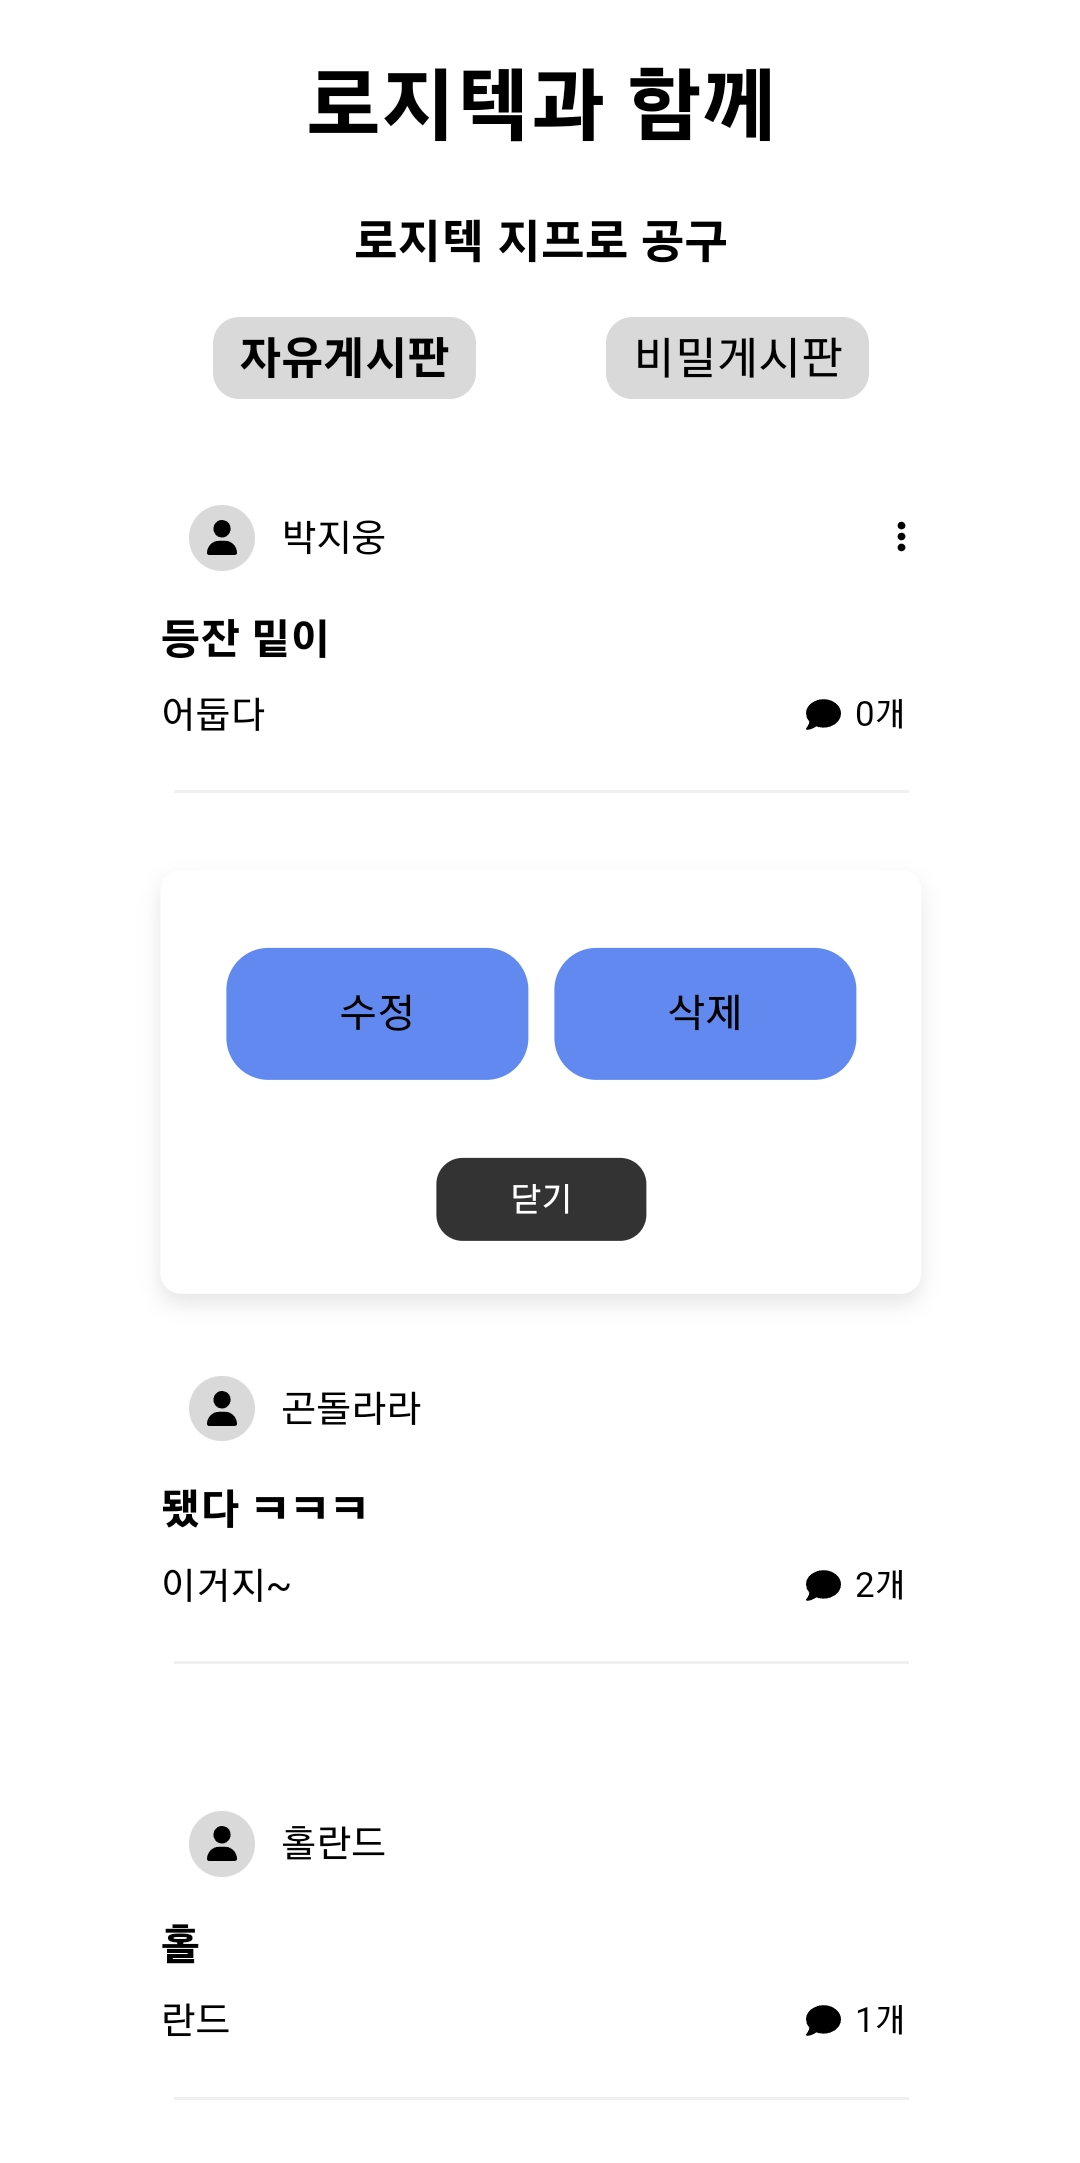 로지텍과 함께
로지텍 지프로 공구
자유게시판 비밀게시판
박지웅
등잔 밑이
어둡다 0개
수정 삭제
닫기
곤돌라라
됐다 ㅋㅋㅋ
이거지~ 2개
홀란드
홀
란드 1개